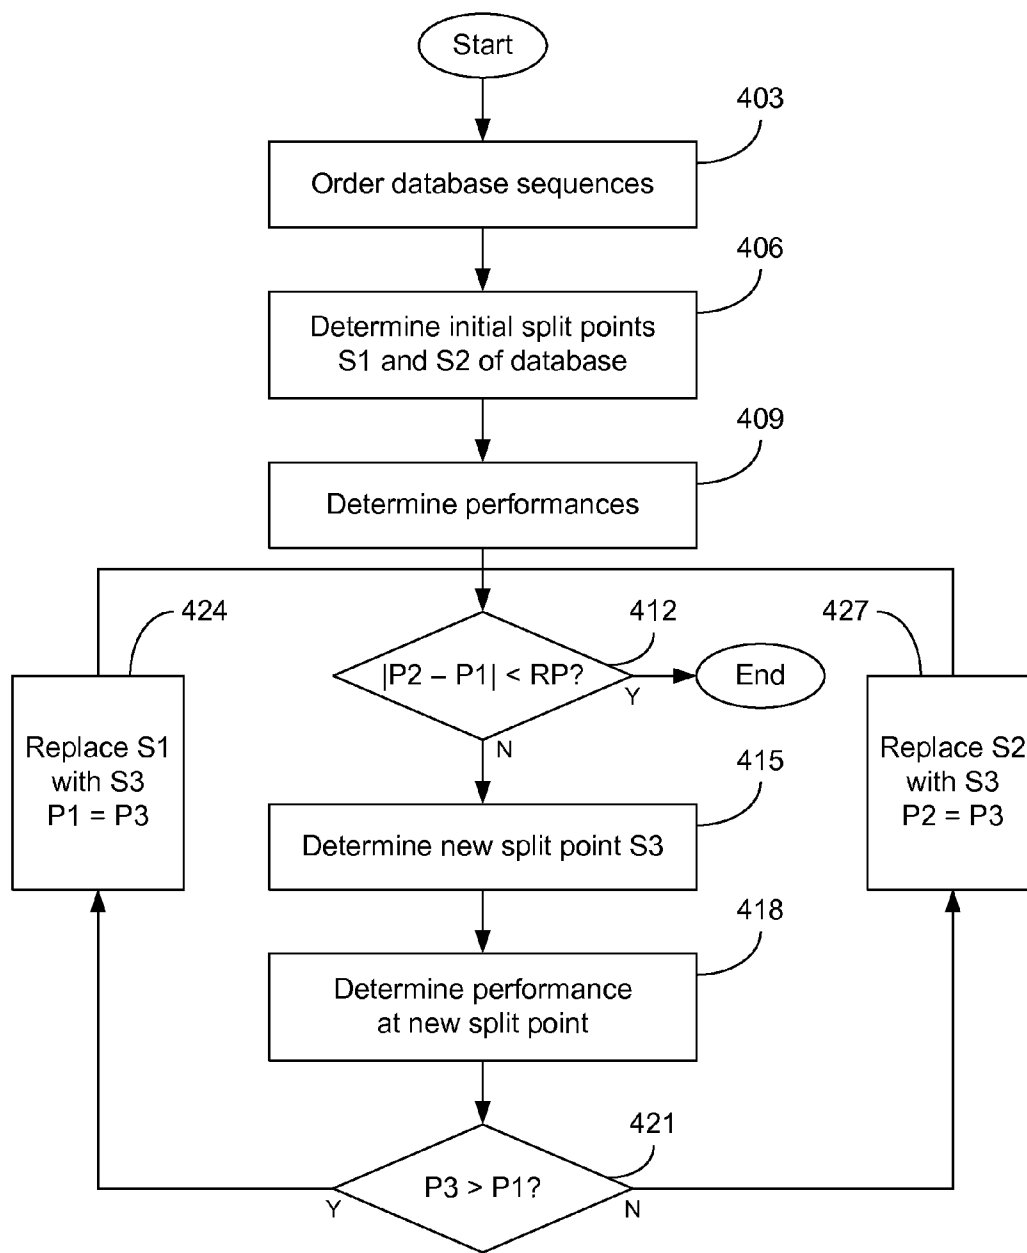 Start
403
Order database sequences
406
Determine initial split points
S1 and S2 of database
409
Determine performances
424
412
427
|P2 – P1| < RP?
End
Y
N
Replace S1
with S3
P1 = P3
Replace S2
with S3
P2 = P3
415
Determine new split point S3
418
Determine performance
at new split point
421
P3 > P1?
Y
N